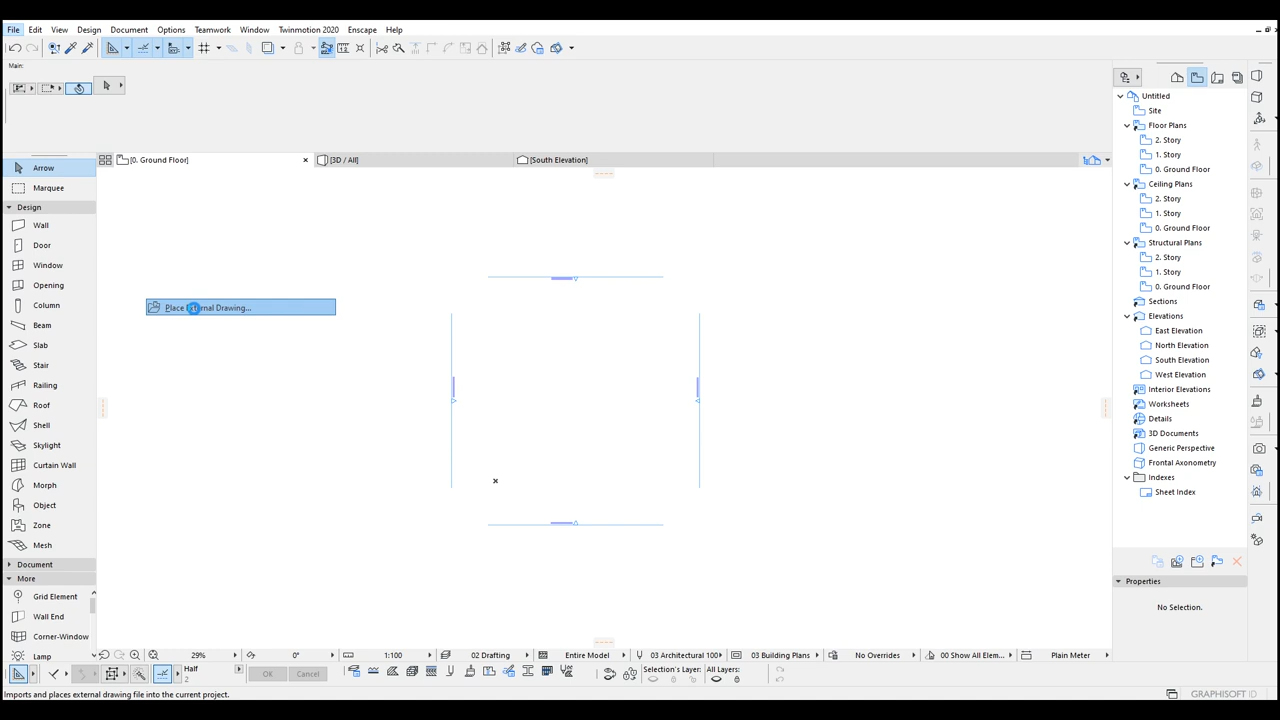 File Edit View Design Document Options Teamwork Window Twinmotion 2020 Enscape Help
Main:
[0. Ground Floor]
[3D / All]
[South Elevation]
Arrow
Marquee
Design
Wall
Door
Window
Opening
Column
Beam
Slab
Stair
Railing
Roof
Shell
Skylight
Curtain Wall
Morph
Object
Zone
Mesh
Document
More
Grid Element
Wall End
Corner-Window
Lamp
Place External Drawing...
Untitled
Site
Floor Plans
2. Story
1. Story
0. Ground Floor
Ceiling Plans
2. Story
1. Story
0. Ground Floor
Structural Plans
2. Story
1. Story
0. Ground Floor
Sections
Elevations
East Elevation
North Elevation
South Elevation
West Elevation
Interior Elevations
Worksheets
Details
3D Documents
Generic Perspective
Frontal Axonometry
Indexes
Sheet Index
Properties
No Selection.
29% 0° 1:100 02 Drafting Entire Model 03 Architectural 100 03 Building Plans No Overrides 00 Show All Elem... Plain Meter
Half
2
OK
Cancel
Selection's Layer:
All Layers:
Imports and places external drawing file into the current project.
GRAPHISOFT ID